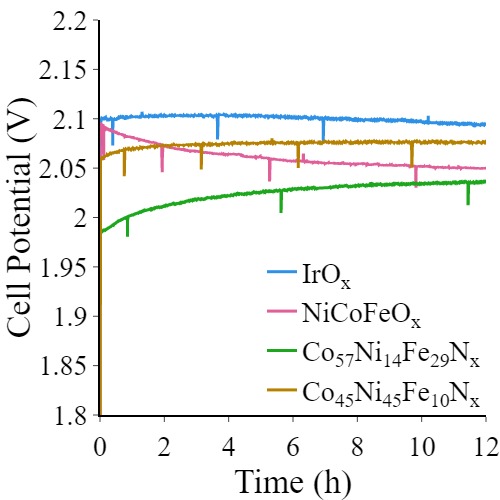 2.2
2.15
2.1
2.05
2
1.95
1.9
1.85
1.8
Cell Potential (V)
IrOₓ
NiCoFeOₓ
Co₅₇Ni₁₄Fe₂₉Nₓ
Co₄₅Ni₄₅Fe₁₀Nₓ
0 2 4 6 8 10 12
Time (h)